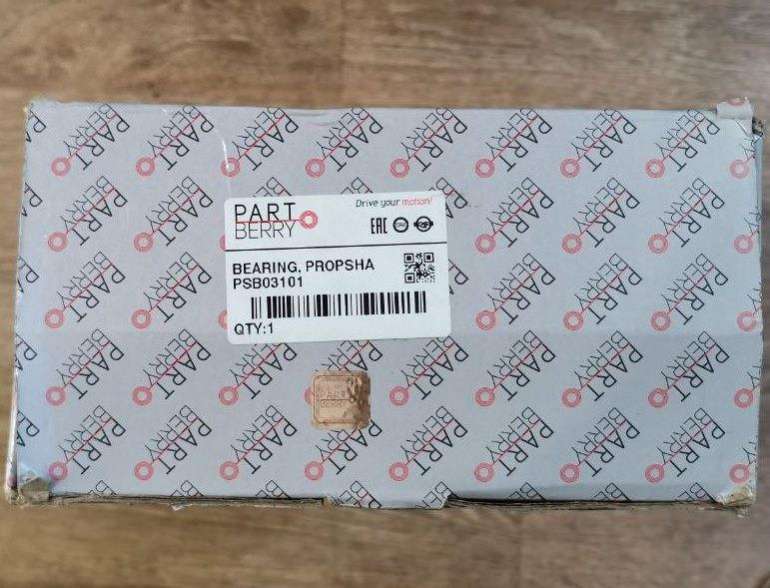 PART
BERRY
Drive your motion!
EAC
BEARING, PROPSHA
PSB03101
QTY:1